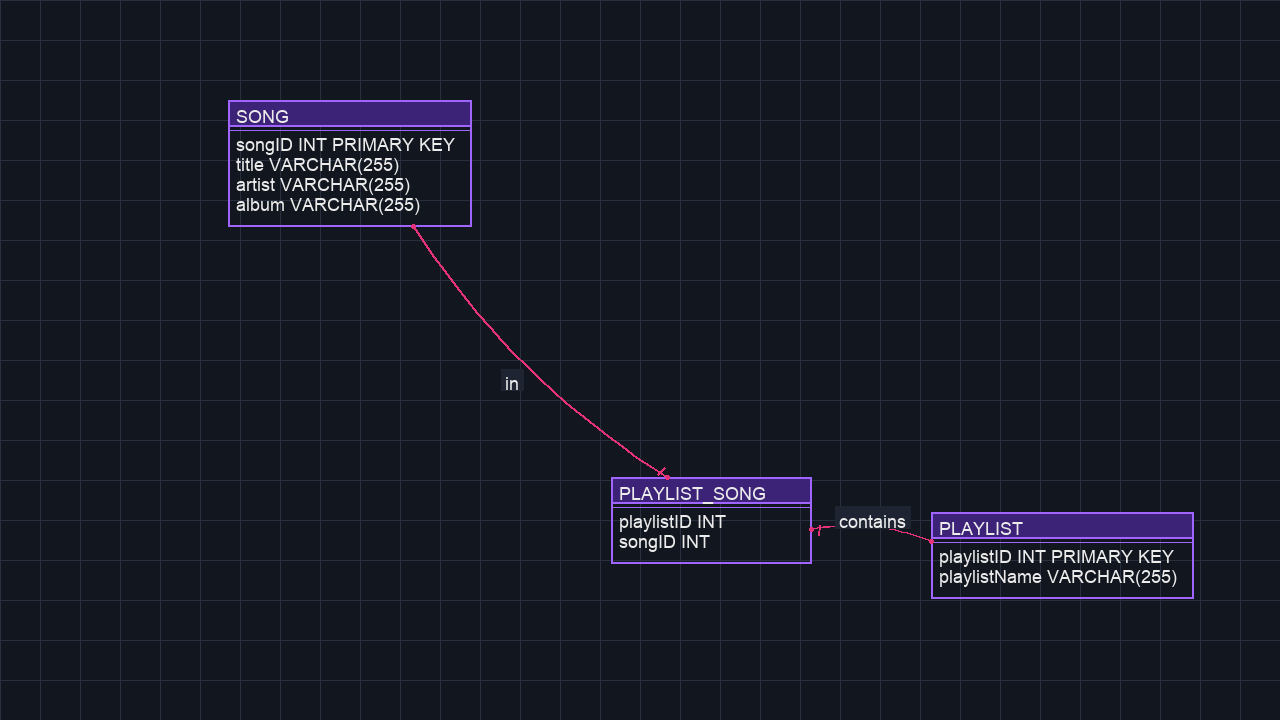 SONG
songID INT PRIMARY KEY
title VARCHAR(255)
artist VARCHAR(255)
album VARCHAR(255)
in
PLAYLIST_SONG
playlistID INT
songID INT
contains
PLAYLIST
playlistID INT PRIMARY KEY
playlistName VARCHAR(255)